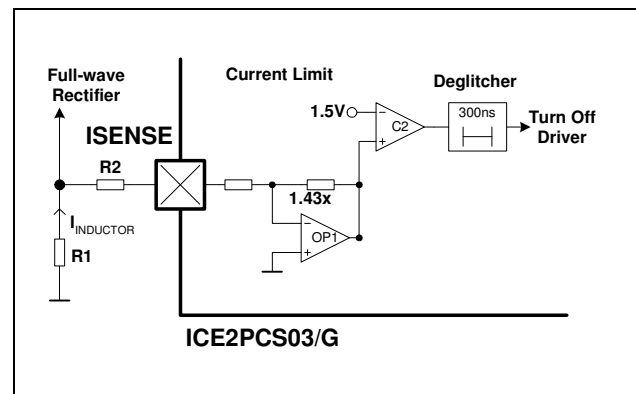 Full-wave
Rectifier
Current Limit
Deglitcher
ISENSE
1.5V
C2
300ns
Turn Off
Driver
R2
1.43x
IINDUCTOR
OP1
R1
ICE2PCS03/G
−
+
−
+